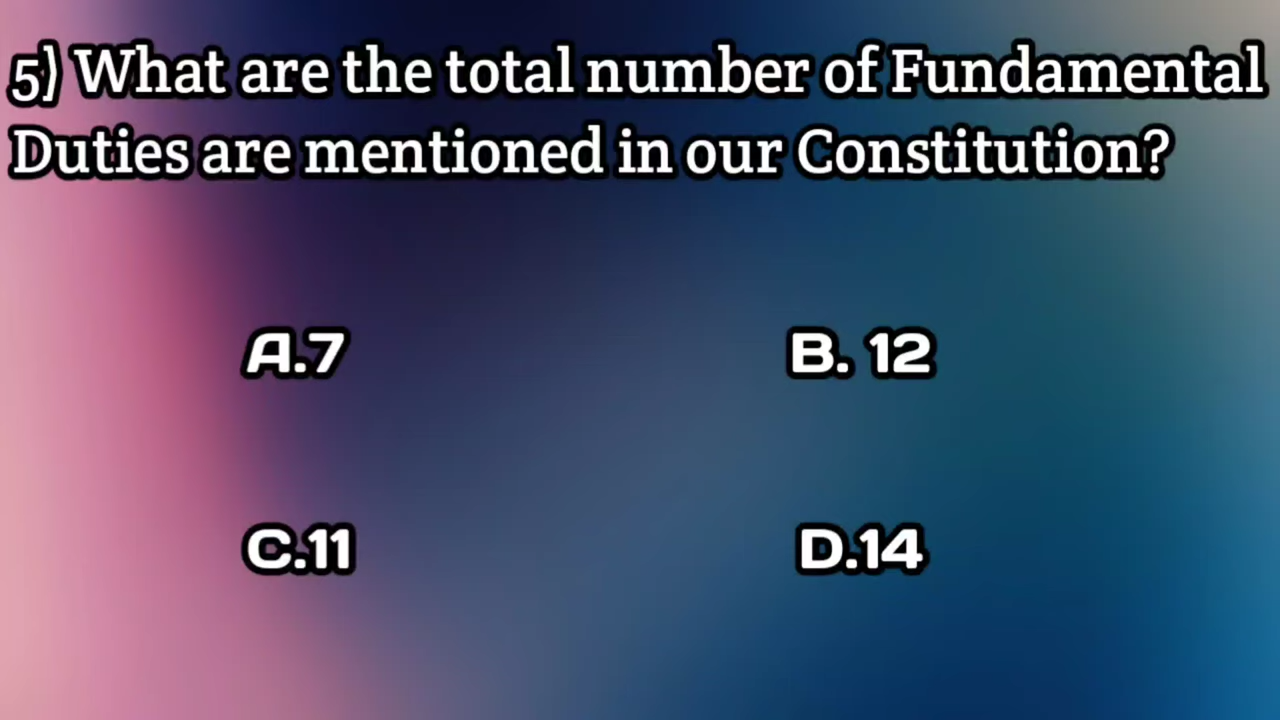 5) What are the total number of Fundamental
Duties are mentioned in our Constitution?
A.7
B. 12
C.11
D.14